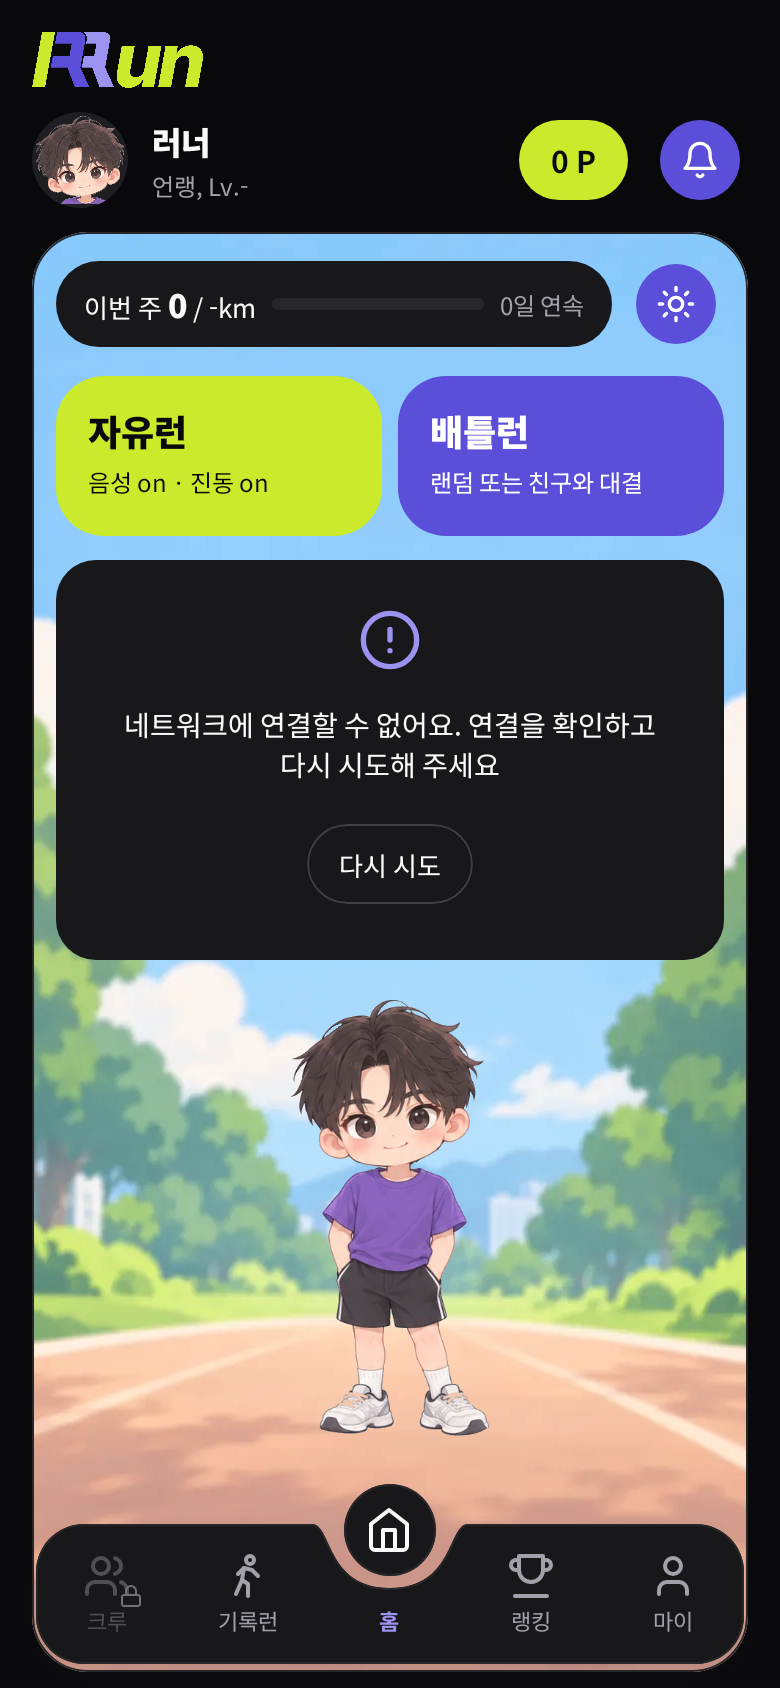 RRun
러너
언랭, Lv.-
0 P
이번 주 0 / -km
0일 연속
자유런
음성 on · 진동 on
배틀런
랜덤 또는 친구와 대결
네트워크에 연결할 수 없어요. 연결을 확인하고
다시 시도해 주세요
다시 시도
크루
기록런
홈
랭킹
마이